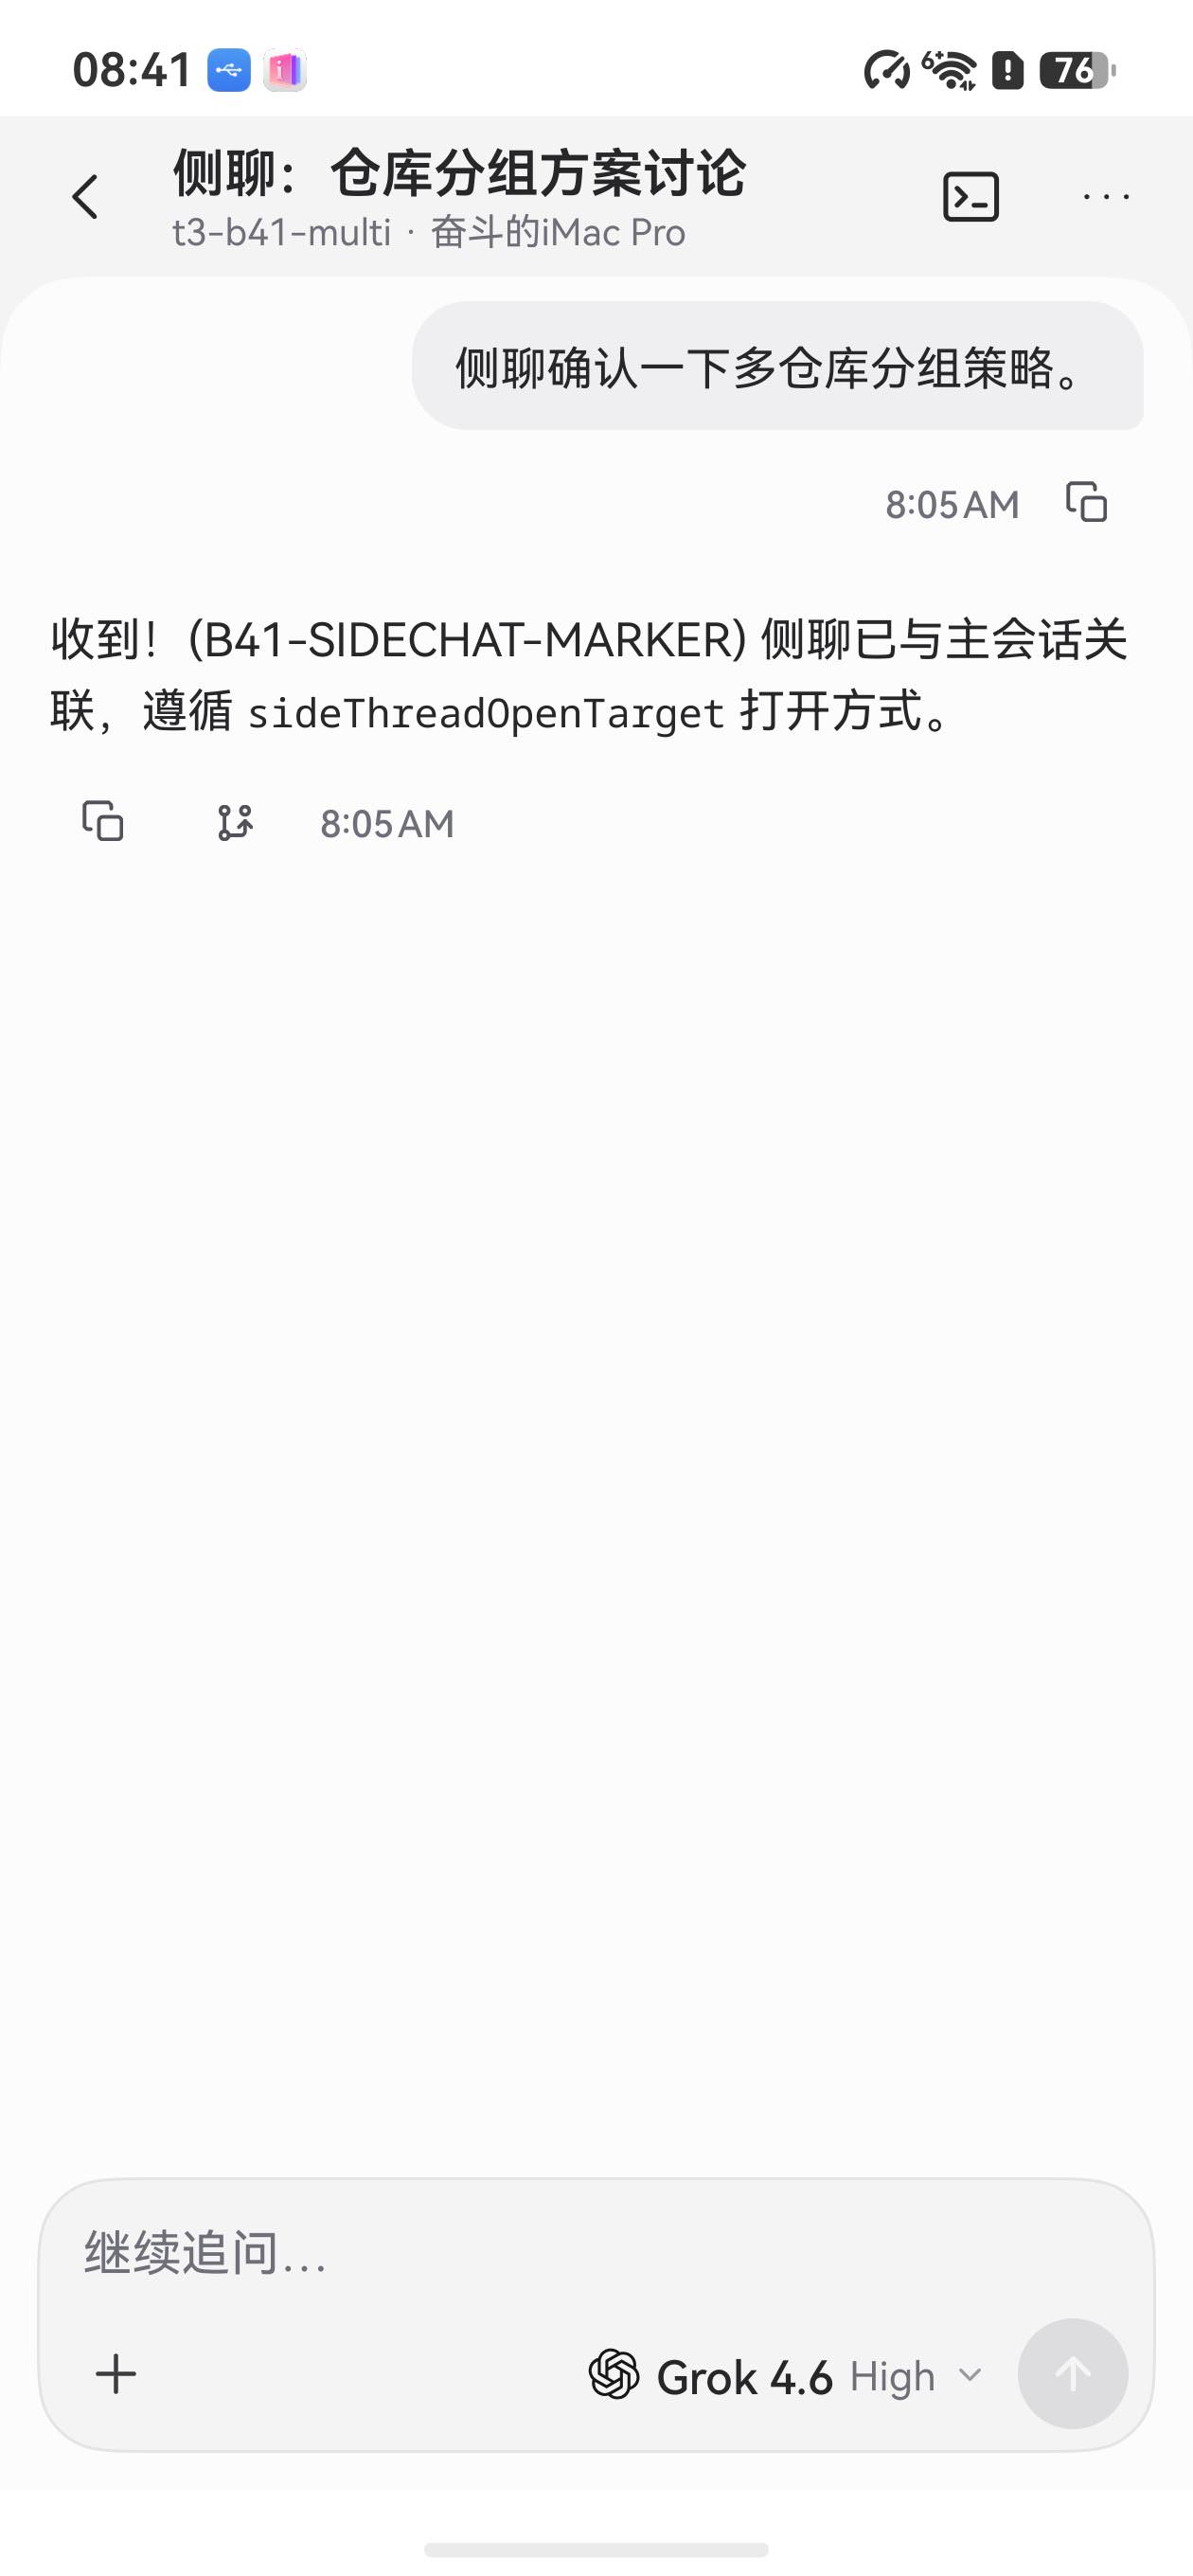 08:41
6+
76
侧聊：仓库分组方案讨论
t3-b41-multi · 奋斗的iMac Pro
侧聊确认一下多仓库分组策略。
8:05 AM
收到！(B41-SIDECHAT-MARKER) 侧聊已与主会话关
联，遵循 sideThreadOpenTarget 打开方式。
8:05 AM
继续追问...
Grok 4.6 High